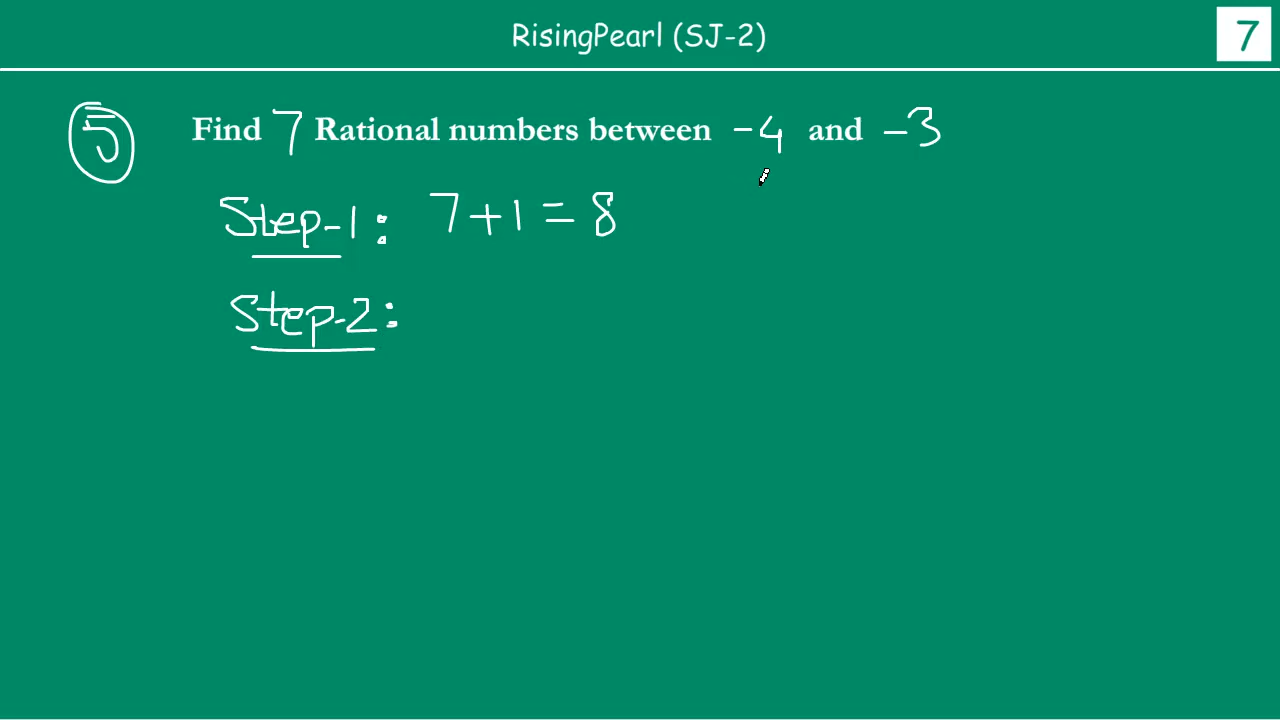 RisingPearl (SJ-2)
7
5 Find 7 Rational numbers between -4 and -3
Step-1: 7+1=8
Step-2: